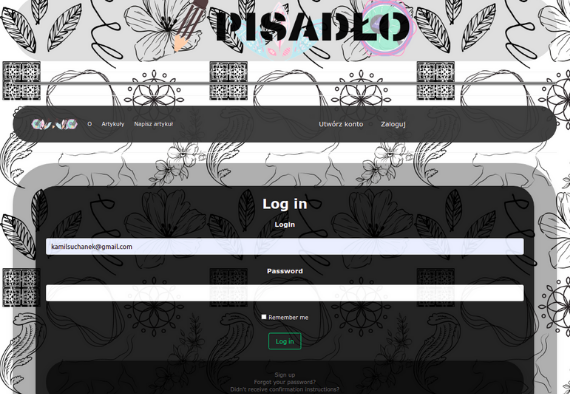 PISADŁO
O Artykuły Napisz artykuł Utwórz konto Zaloguj
Log in
Login
kamilsuchanek@gmail.com
Password
Remember me
Log in
Sign up
Forgot your password?
Didn't receive confirmation instructions?